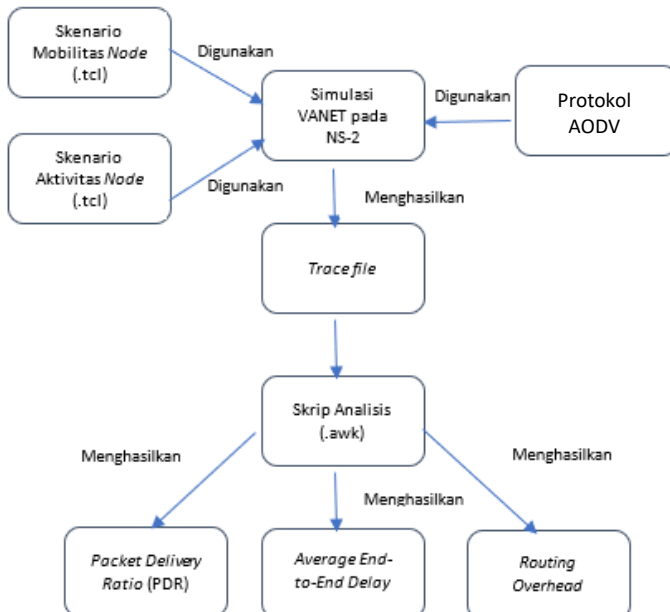 Skenario
Mobilitas Node
(.tcl)
Digunakan
Simulasi
VANET pada
NS-2
Digunakan
Protokol
AODV
Skenario
Aktivitas Node
(.tcl)
Digunakan
Menghasilkan
Trace file
Skrip Analisis
(.awk)
Menghasilkan
Menghasilkan
Menghasilkan
Packet Delivery
Ratio (PDR)
Average End-
to-End Delay
Routing
Overhead